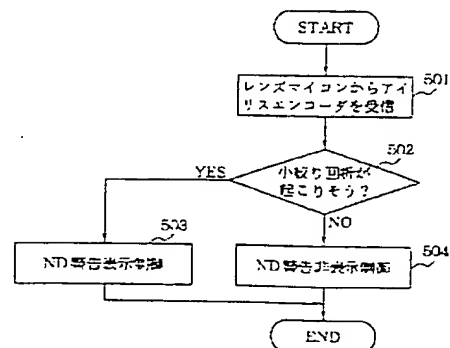 START
レンズマイコンからアイ
リスエンコーダを受信
501
小絞り回折が
起こりそう？
502
YES
NO
503
ND警告表示制御
ND警告非表示制御
504
END